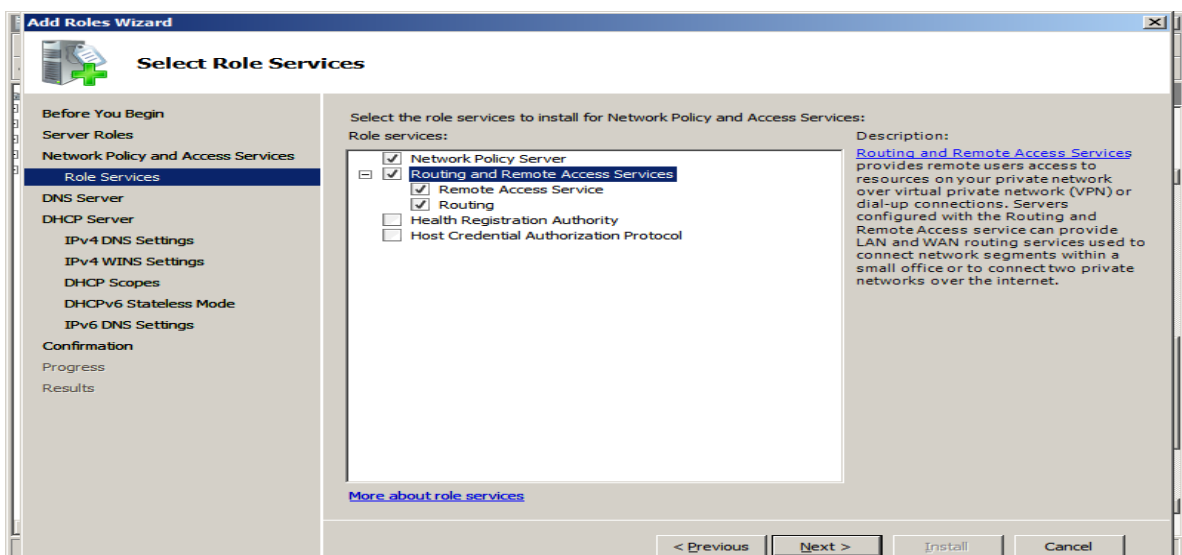 Add Roles Wizard
Select Role Services
Before You Begin
Server Roles
Network Policy and Access Services
Role Services
DNS Server
DHCP Server
IPv4 DNS Settings
IPv4 WINS Settings
DHCP Scopes
DHCPv6 Stateless Mode
IPv6 DNS Settings
Confirmation
Progress
Results
Select the role services to install for Network Policy and Access Services:
Role services:
Network Policy Server
Routing and Remote Access Services
Remote Access Service
Routing
Health Registration Authority
Host Credential Authorization Protocol
More about role services
Description:
Routing and Remote Access Services
provides remote users access to
resources on your private network
over virtual private network (VPN) or
dial-up connections. Servers
configured with the Routing and
Remote Access service can provide
LAN and WAN routing services used to
connect network segments within a
small office or to connect two private
networks over the internet.
< Previous
Next >
Install
Cancel